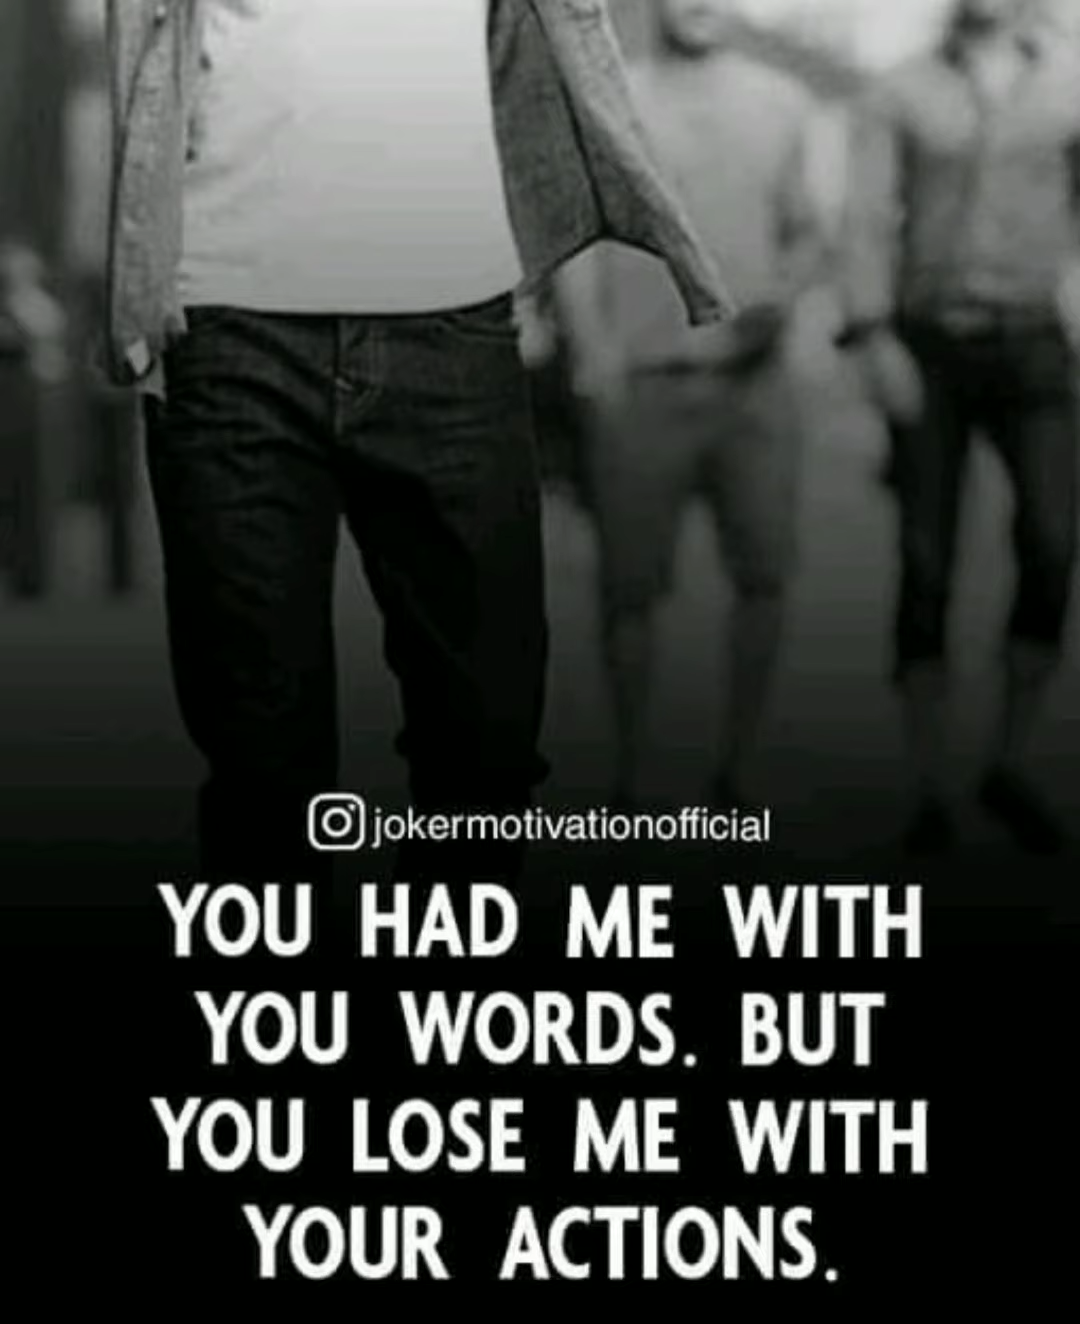 jokermotivationofficial
YOU HAD ME WITH
YOU WORDS. BUT
YOU LOSE ME WITH
YOUR ACTIONS.